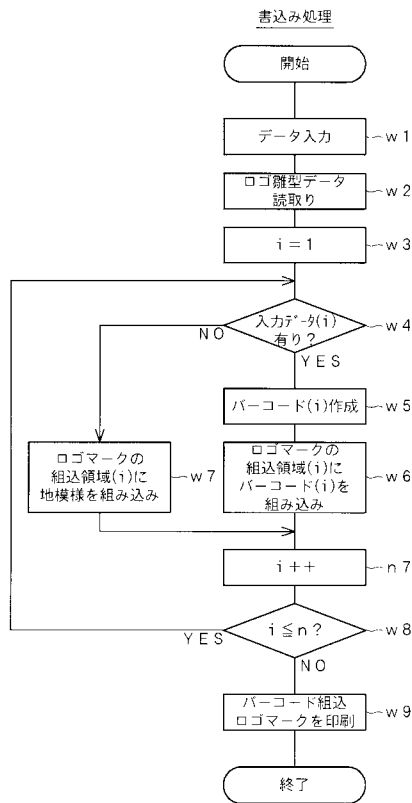 書込み処理
開始
データ入力
w1
ロゴ雛型データ
読取り
w2
i=1
w3
入力データ(i)
有り?
w4
NO
YES
バーコード(i)作成
w5
ロゴマークの
組込領域(i)に
地模様を組み込み
w7
ロゴマークの
組込領域(i)に
バーコード(i)を
組み込み
w6
i++
n7
i≦n?
w8
YES
NO
バーコード組込
ロゴマークを印刷
w9
終了